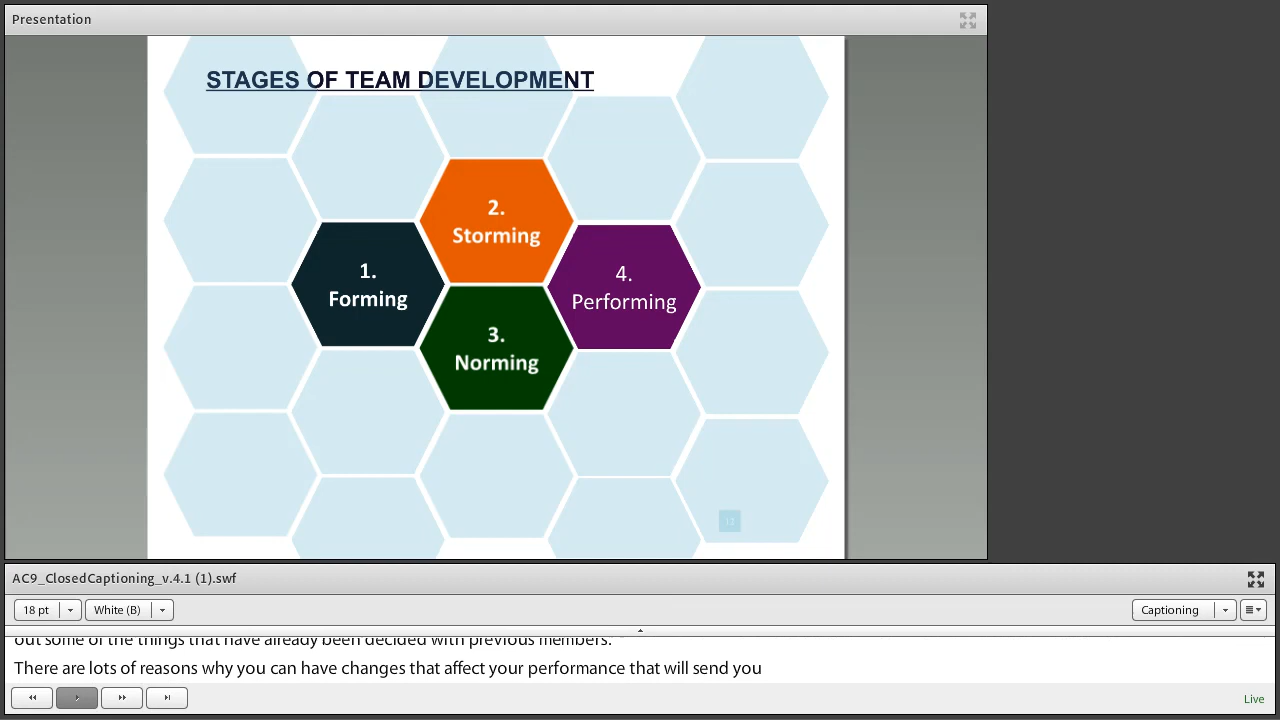 Presentation
STAGES OF TEAM DEVELOPMENT
2.
Storming
1.
Forming
4.
Performing
3.
Norming
13
AC9_ClosedCaptioning_v.4.1 (1).swf
18 pt
White (B)
Captioning
out some of the things that have already been decided with previous members.
There are lots of reasons why you can have changes that affect your performance that will send you
Live